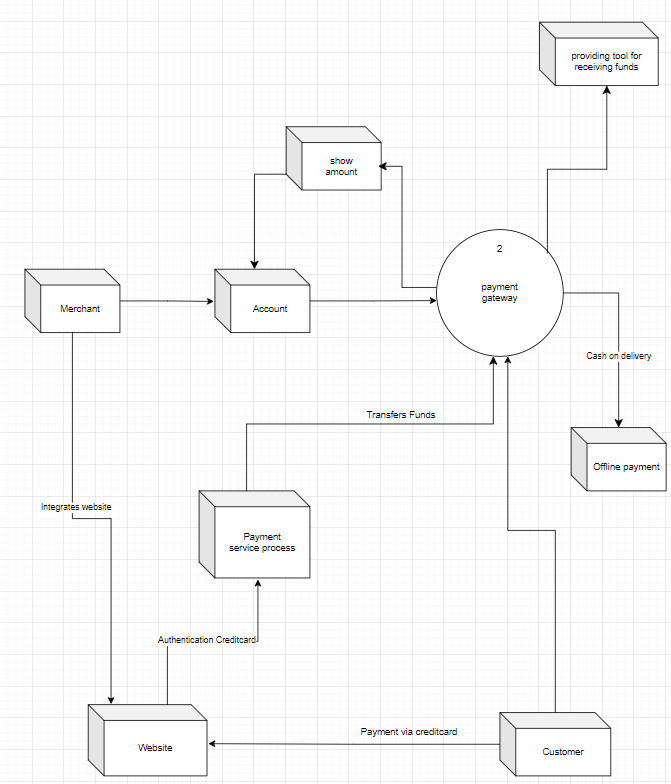 providing tool for
receiving funds
show
amount
2
payment
gateway
Merchant
Account
Cash on delivery
Transfers Funds
Offline payment
Integrates website
Payment
service process
Authentication Creditcard
Payment via creditcard
Website
Customer